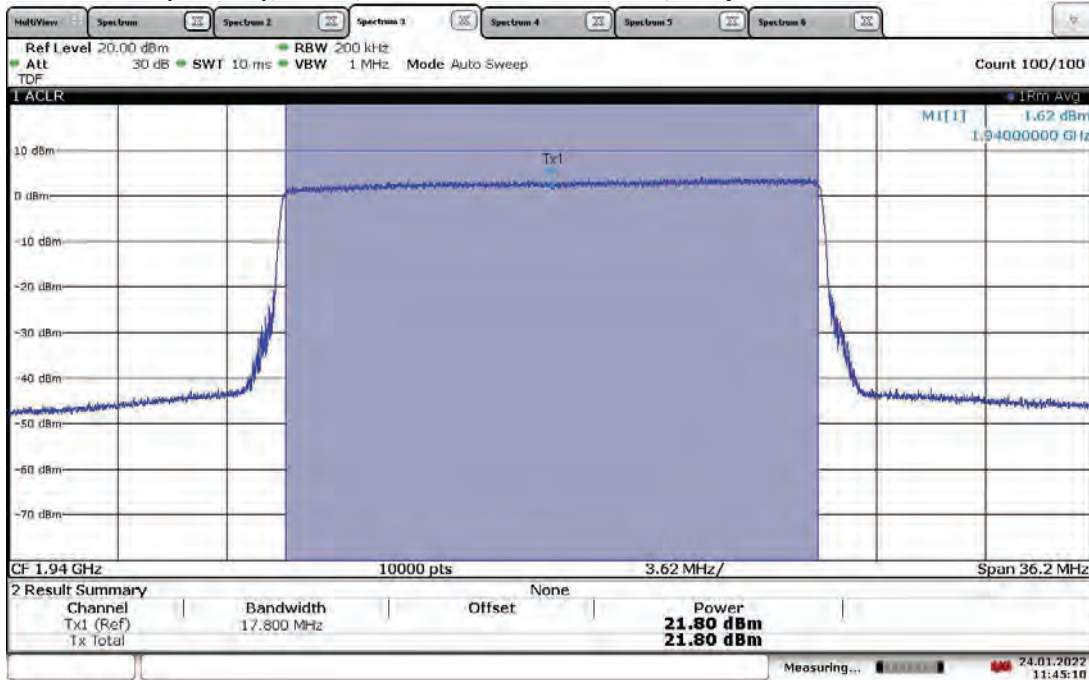 MultiView Spectrum Spectrum 2 Spectrum 3 Spectrum 4 Spectrum 5 Spectrum 6
Ref Level 20.00 dBm RBW 200 kHz
Att 30 dB SWT 10 ms VBW 1 MHz Mode Auto Sweep Count 100/100
TDF
1 ACLR 1Rm Avg
M1[1] 1.62 dBm
1.94000000 GHz
10 dBm
Tx1
0 dBm
-10 dBm
-20 dBm
-30 dBm
-40 dBm
-50 dBm
-60 dBm
-70 dBm
CF 1.94 GHz 10000 pts 3.62 MHz/ Span 36.2 MHz
2 Result Summary None
Channel Bandwidth Offset Power
Tx1 (Ref) 17.800 MHz 21.80 dBm
Tx Total 21.80 dBm
Measuring... 24.01.2022
11:45:10